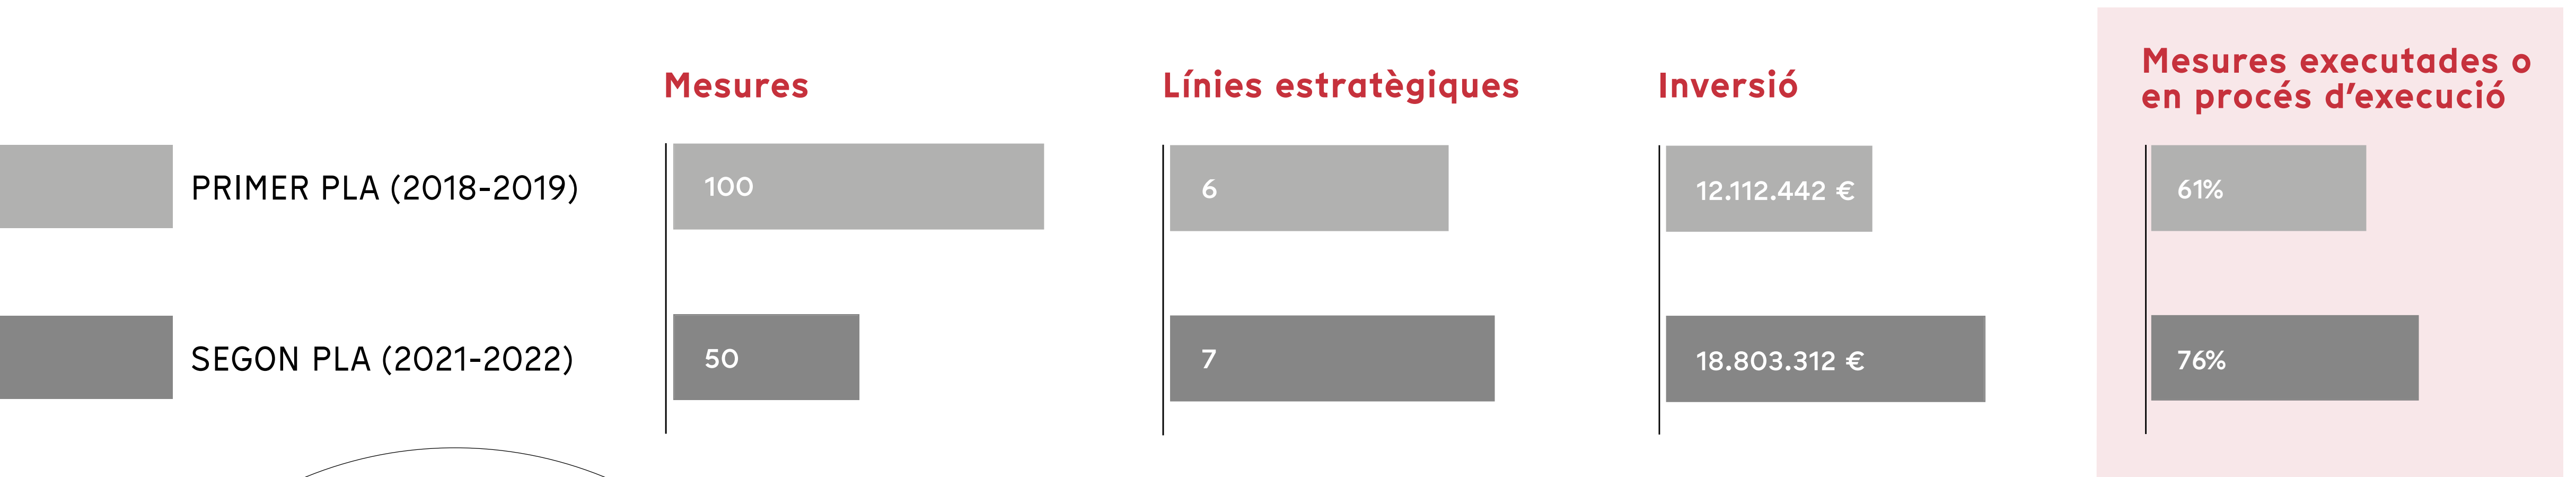 Mesures
Línies estratègiques
Inversió
Mesures executades o
en procés d’execució
PRIMER PLA (2018-2019)
100
6
12.112.442 €
61%
SEGON PLA (2021-2022)
50
7
18.803.312 €
76%